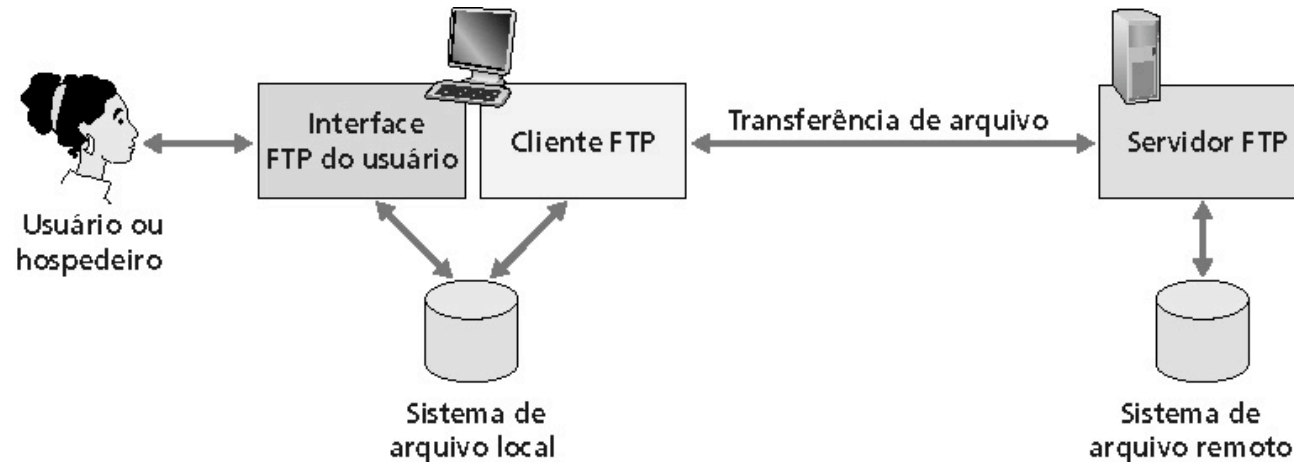 Usuário ou
hospedeiro
Interface
FTP do usuário
Cliente FTP
Transferência de arquivo
Servidor FTP
Sistema de
arquivo local
Sistema de
arquivo remoto